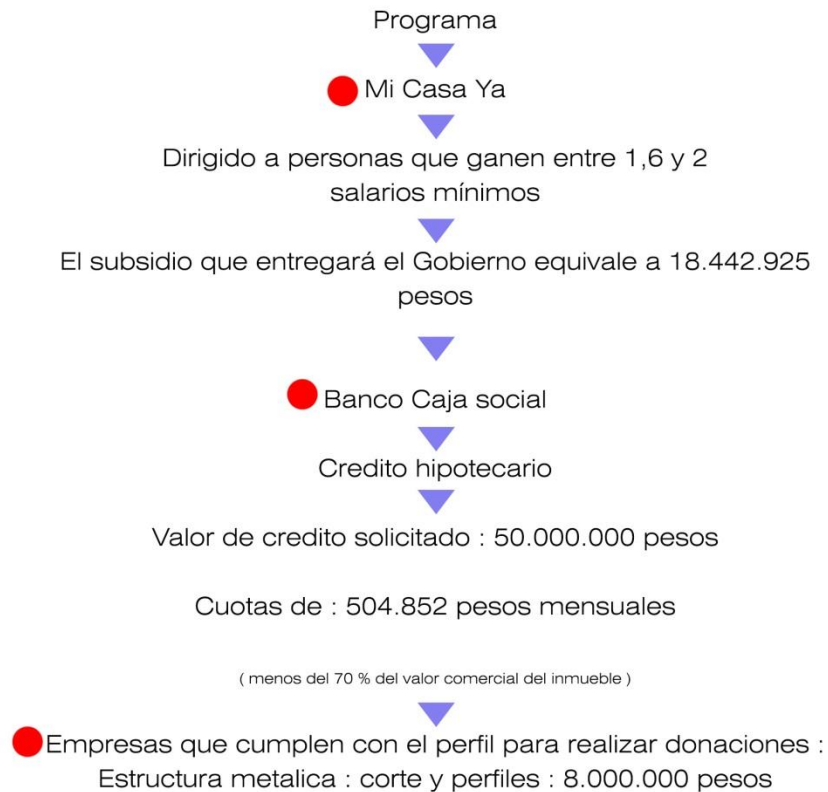 Programa
Mi Casa Ya
Dirigido a personas que ganen entre 1,6 y 2
salarios mínimos
El subsidio que entregará el Gobierno equivale a 18.442.925
pesos
Banco Caja social
Credito hipotecario
Valor de credito solicitado : 50.000.000 pesos
Cuotas de : 504.852 pesos mensuales
( menos del 70 % del valor comercial del inmueble )
Empresas que cumplen con el perfil para realizar donaciones :
Estructura metalica : corte y perfiles : 8.000.000 pesos